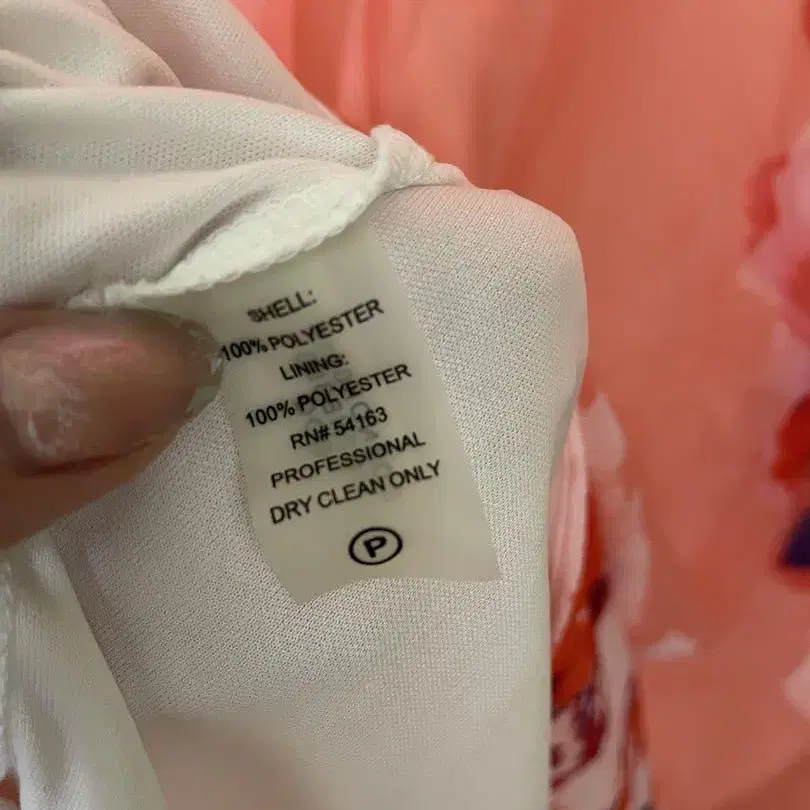 SHELL:
100% POLYESTER
LINING:
100% POLYESTER
RN# 54163
PROFESSIONAL
DRY CLEAN ONLY
P